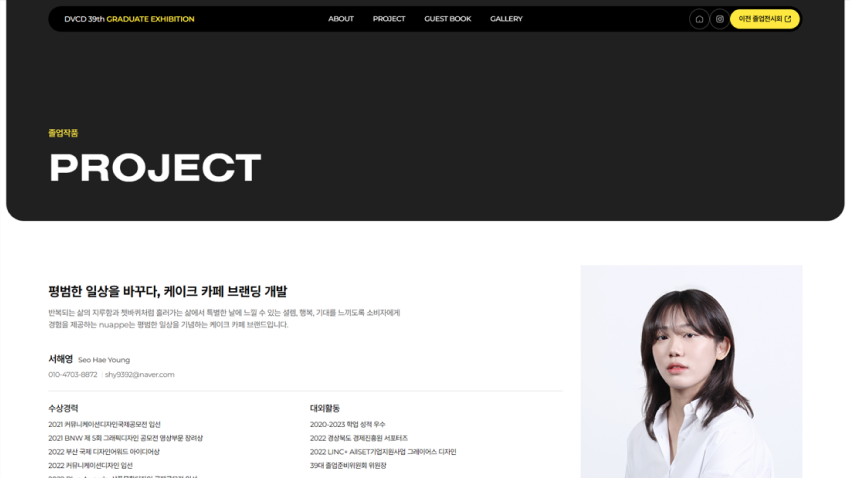 DVCD 39th GRADUATE EXHIBITION
ABOUT
PROJECT
GUEST BOOK
GALLERY
이전 졸업전시회
졸업작품
PROJECT
평범한 일상을 바꾸다, 케이크 카페 브랜딩 개발
반복되는 삶의 지루함과 쳇바퀴처럼 흘러가는 삶에서 특별한 날에 느낄 수 있는 설렘, 행복, 기대를 느끼도록 소비자에게
경험을 제공하는 nuappe는 평범한 일상을 기념하는 케이크 카페 브랜드입니다.
서해영 Seo Hae Young
010-4703-8872 shy9392@naver.com
수상경력
2021 커뮤니케이션디자인국제공모전 입선
2021 BNW 제 5회 그래픽디자인 공모전 영상부문 장려상
2022 부산 국제 디자인어워드 아이디어상
2022 커뮤니케이션디자인 입선
대외활동
2020-2023 학업 성적 우수
2022 경상북도 경제진흥원 서포터즈
2022 LINC+ AIISET기업지원사업 그레이어스 디자인
39대 졸업준비위원회 위원장